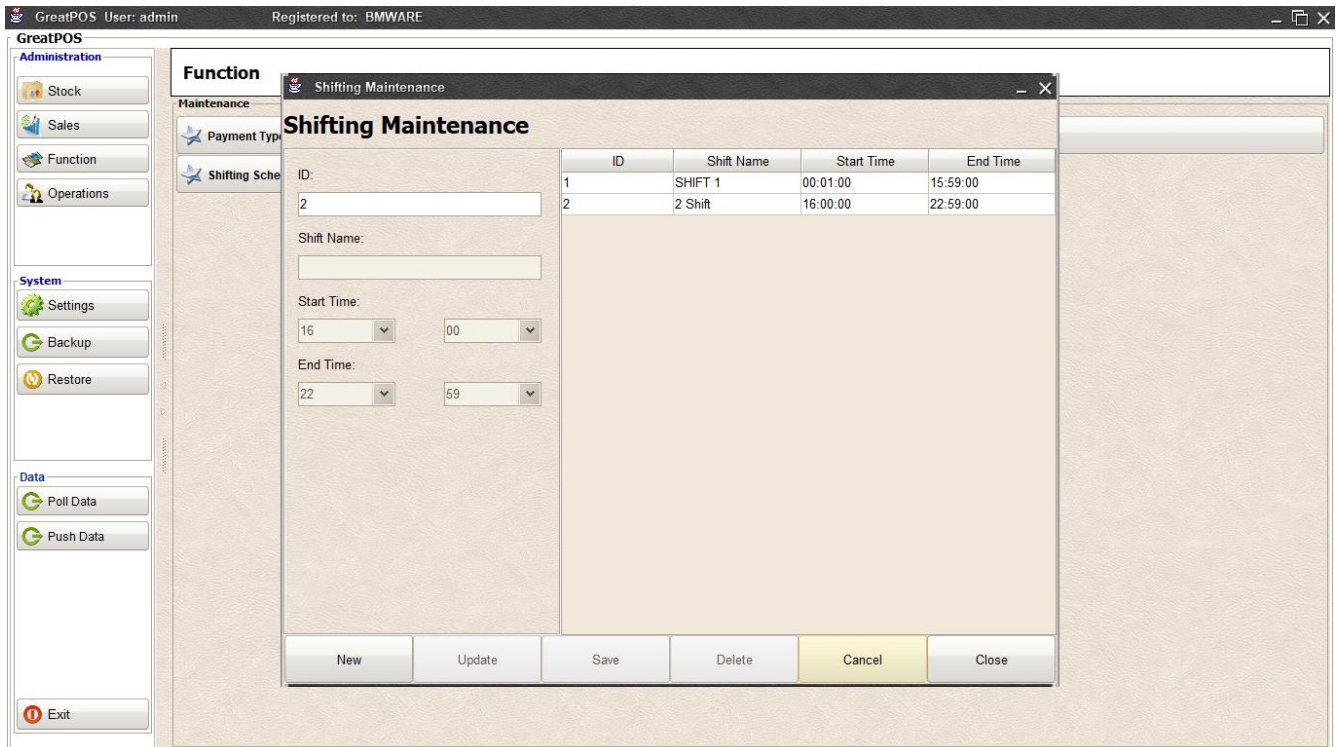 GreatPOS User: admin Registered to: BMWARE
GreatPOS
Administration
Stock
Sales
Function
Operations
System
Settings
Backup
Restore
Data
Poll Data
Push Data
Exit
Function
Maintenance
Payment Typ
Shifting Sche
Shifting Maintenance
Shifting Maintenance
ID:
2
Shift Name:
Start Time:
16 00
End Time:
22 59
ID Shift Name Start Time End Time
1 SHIFT 1 00:01:00 15:59:00
2 2 Shift 16:00:00 22:59:00
New Update Save Delete Cancel Close